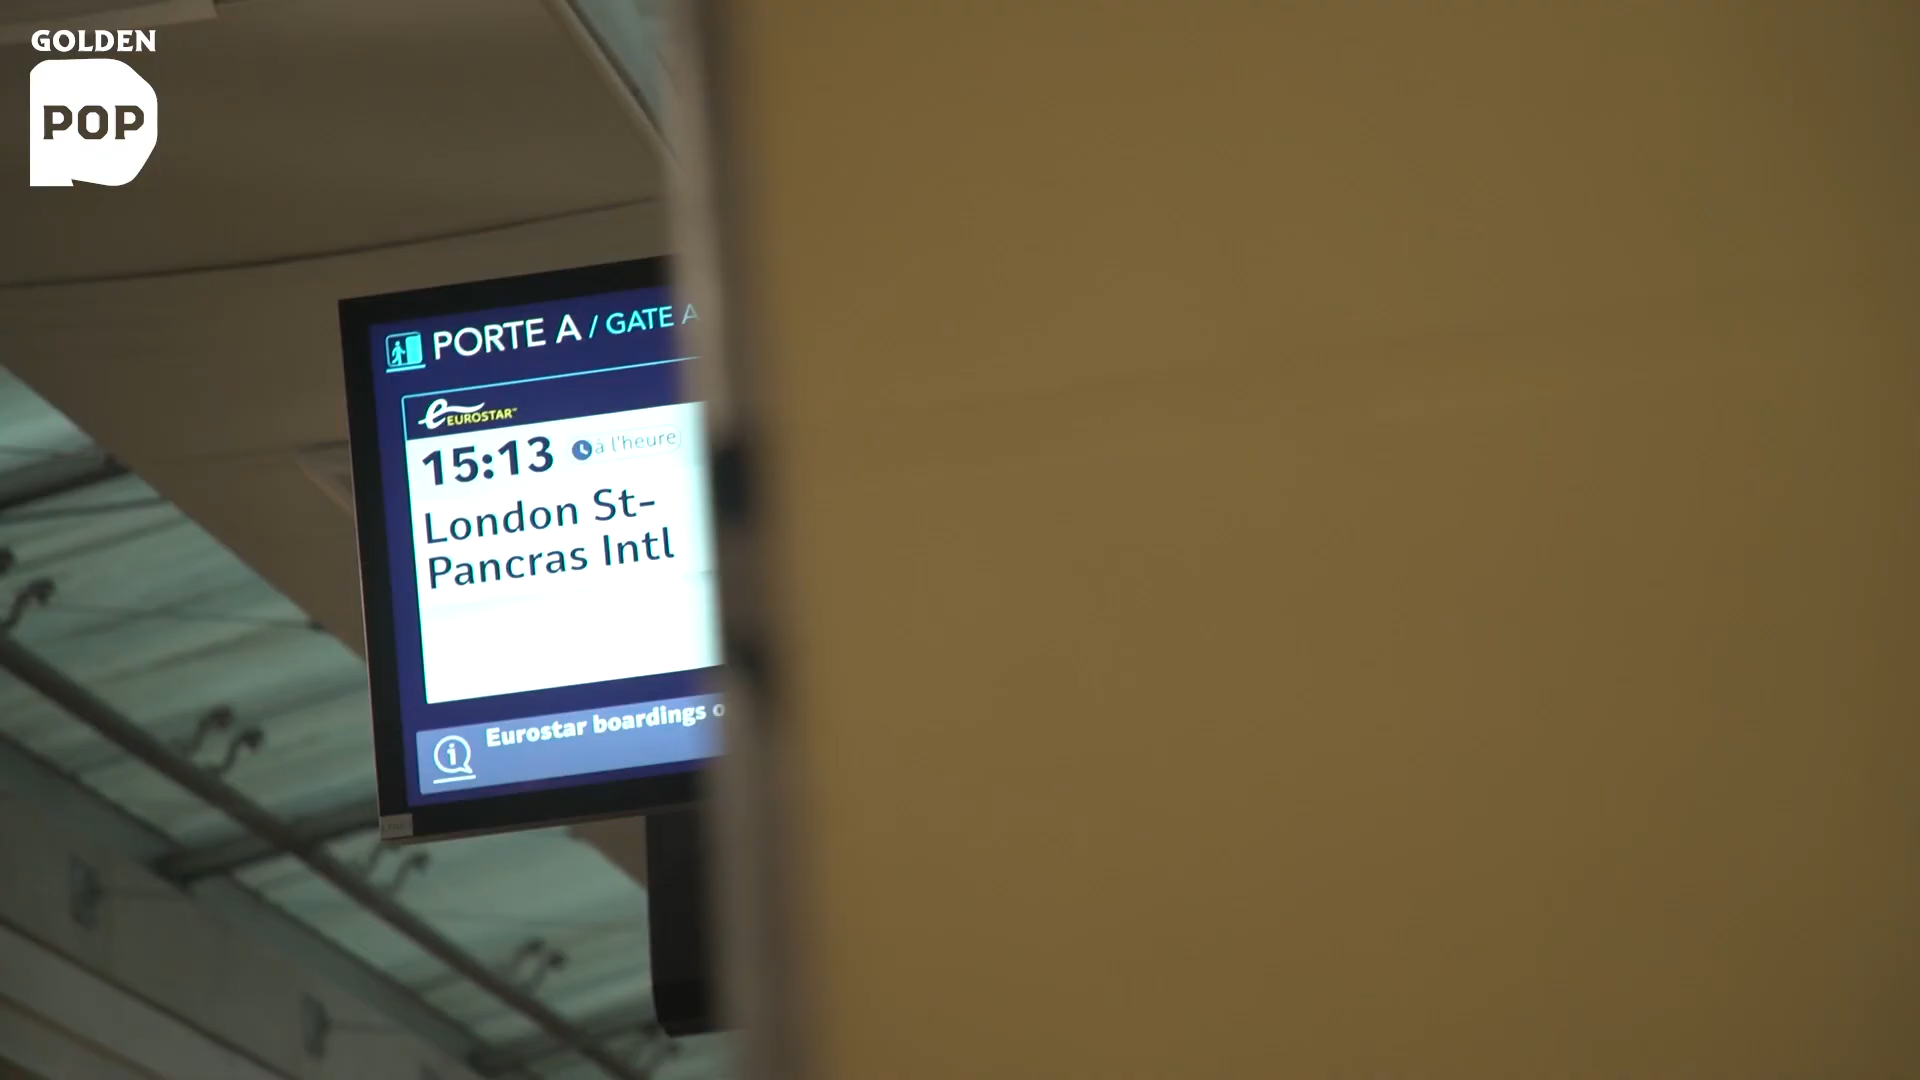 GOLDEN
POP
PORTE A / GATE A
EUROSTAR
15:13 à l'heure
London St-
Pancras Intl
Eurostar boardings